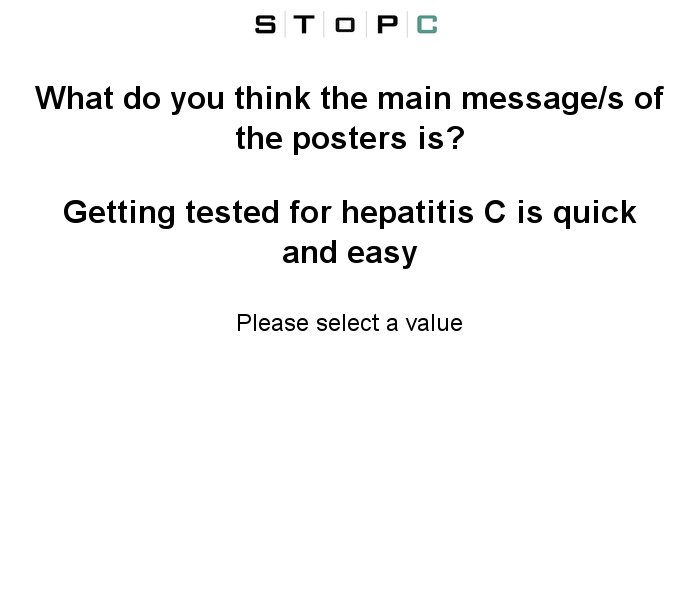 STOPC
What do you think the main message/s of
the posters is?
Getting tested for hepatitis C is quick
and easy
Please select a value